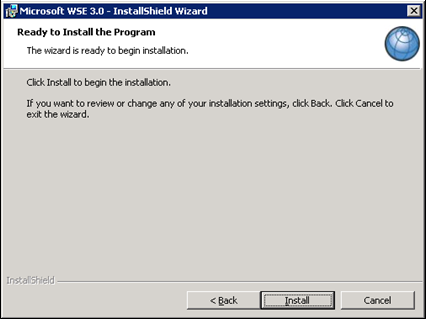 Microsoft WSE 3.0 - InstallShield Wizard
Ready to Install the Program
The wizard is ready to begin installation.
Click Install to begin the installation.
If you want to review or change any of your installation settings, click Back. Click Cancel to
exit the wizard.
InstallShield
< Back Install Cancel